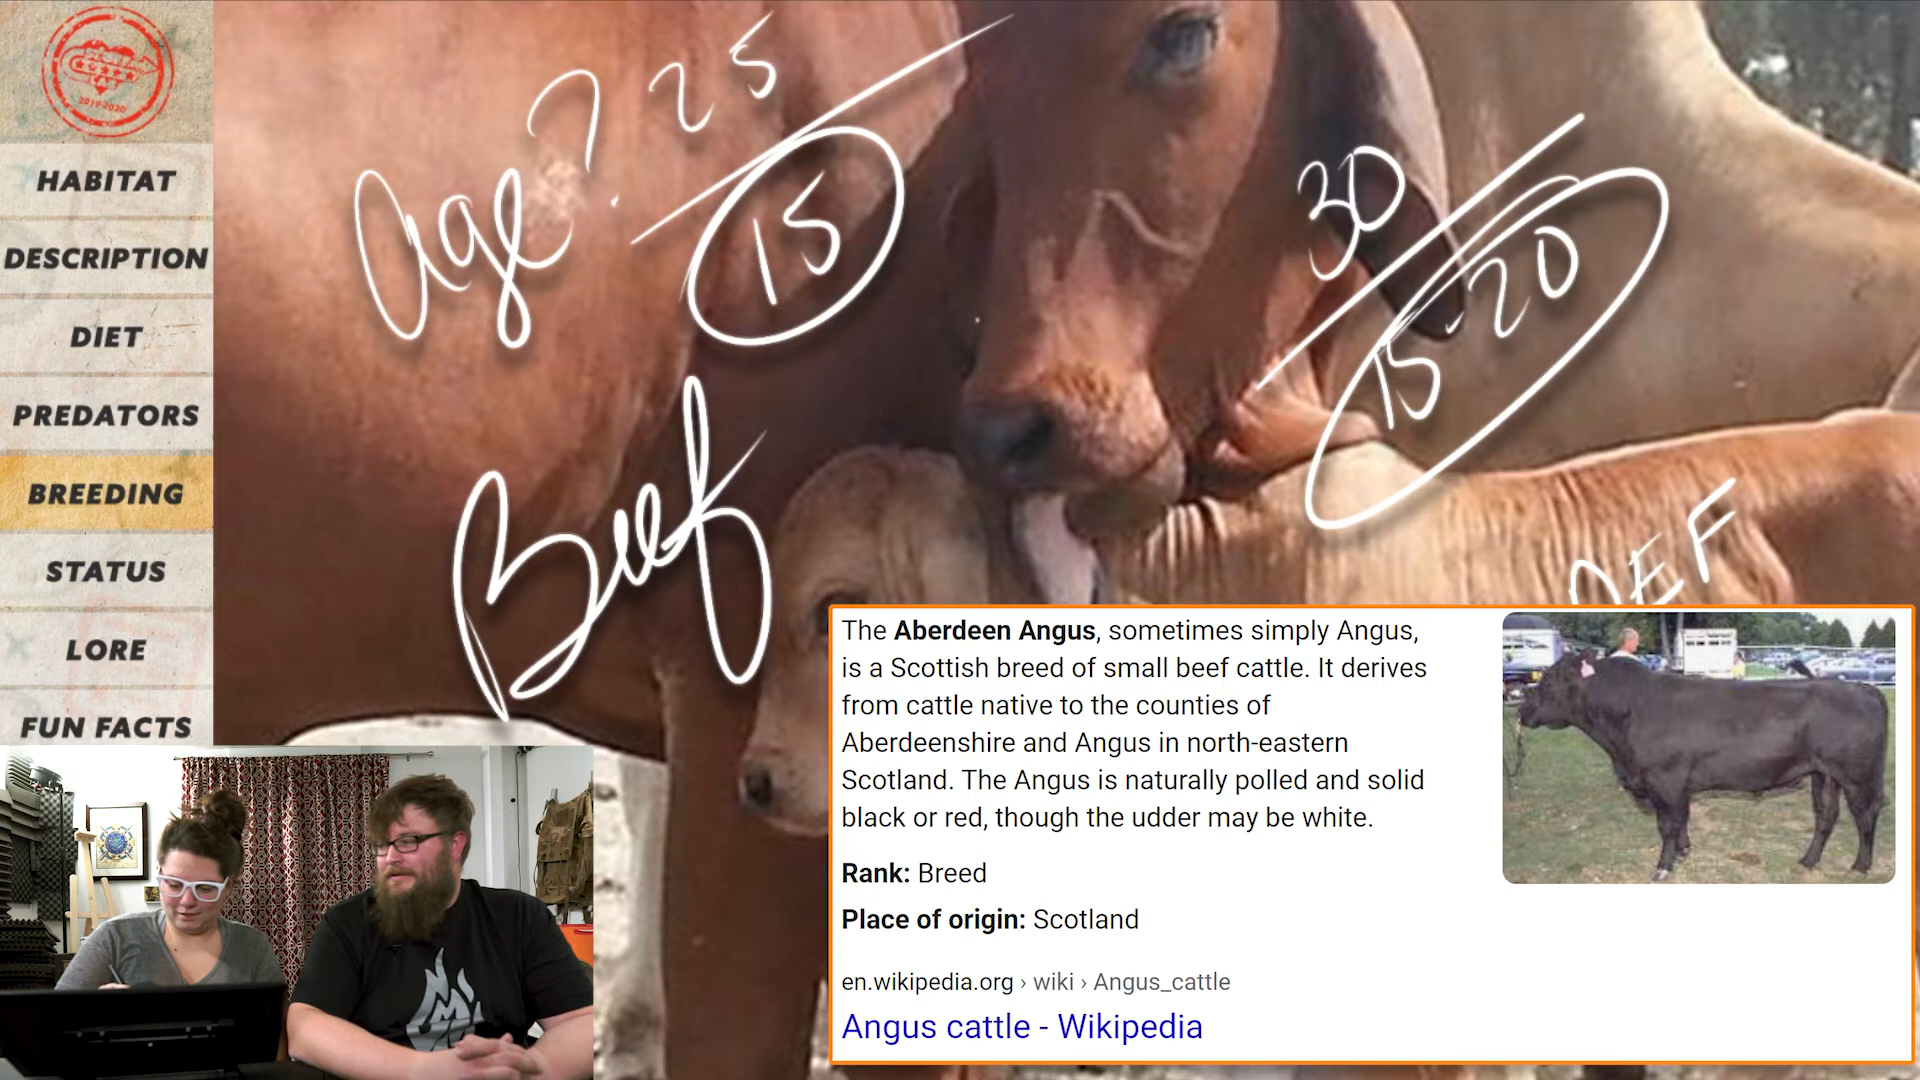 2019-2020
HABITAT
DESCRIPTION
DIET
PREDATORS
BREEDING
STATUS
LORE
FUN FACTS
Age? 25
15
30
15-20
Beef
The Aberdeen Angus, sometimes simply Angus,
is a Scottish breed of small beef cattle. It derives
from cattle native to the counties of
Aberdeenshire and Angus in north-eastern
Scotland. The Angus is naturally polled and solid
black or red, though the udder may be white.
Rank: Breed
Place of origin: Scotland
en.wikipedia.org › wiki › Angus_cattle
Angus cattle - Wikipedia